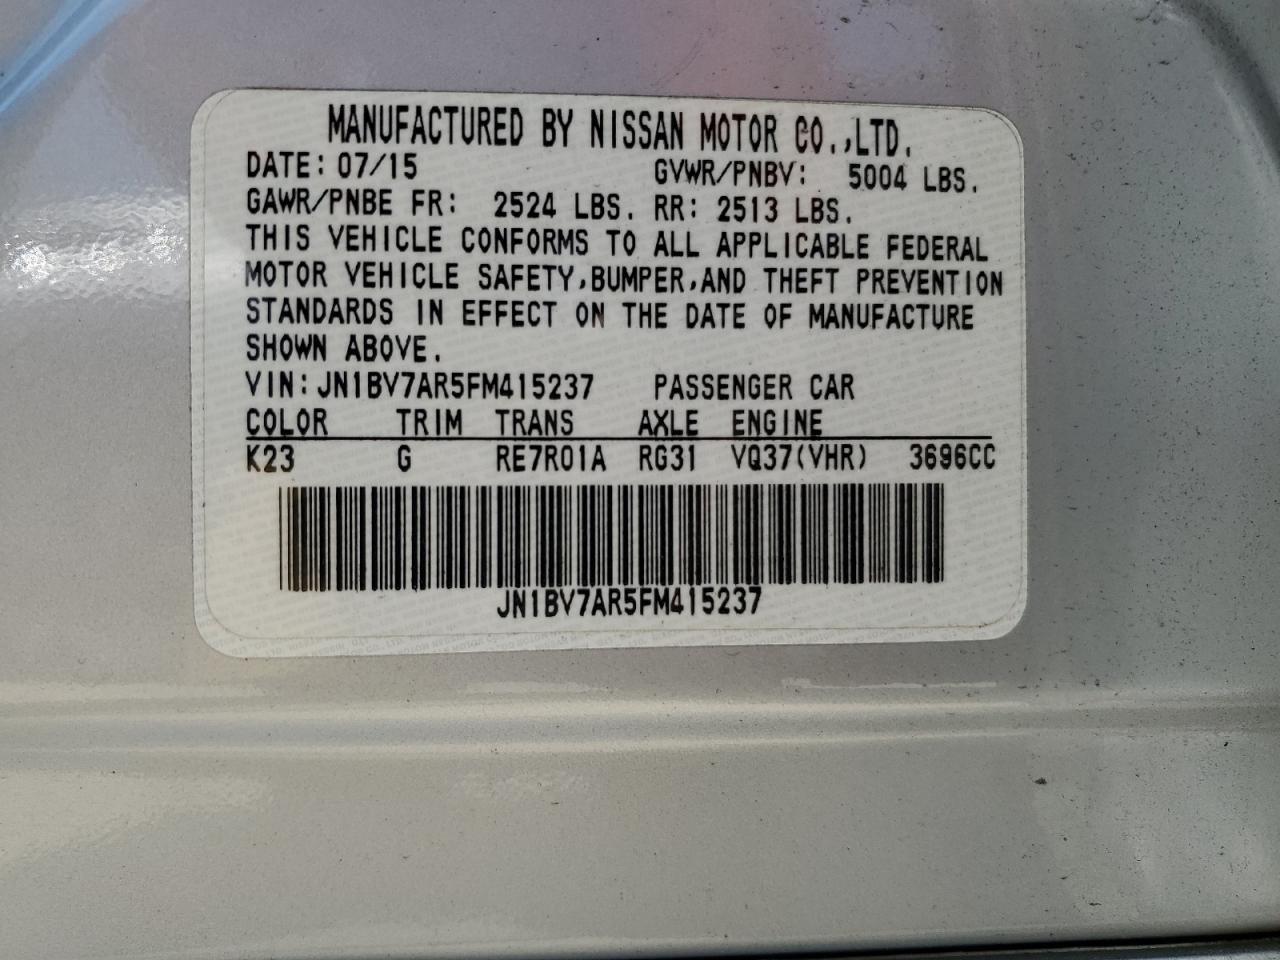 MANUFACTURED BY NISSAN MOTOR CO.,LTD.
DATE: 07/15 GVWR/PNBV: 5004 LBS.
GAWR/PNBE FR: 2524 LBS. RR: 2513 LBS.
THIS VEHICLE CONFORMS TO ALL APPLICABLE FEDERAL
MOTOR VEHICLE SAFETY,BUMPER,AND THEFT PREVENTION
STANDARDS IN EFFECT ON THE DATE OF MANUFACTURE
SHOWN ABOVE.
VIN:JN1BV7AR5FM415237 PASSENGER CAR
COLOR TRIM TRANS AXLE ENGINE
K23 G RE7R01A RG31 VQ37(VHR) 3696CC
JN1BV7AR5FM415237